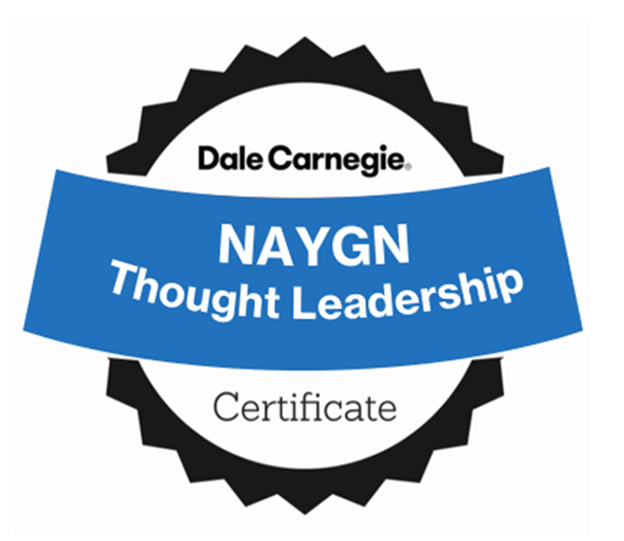 Dale Carnegie®
NAYGN
Thought Leadership
Certificate